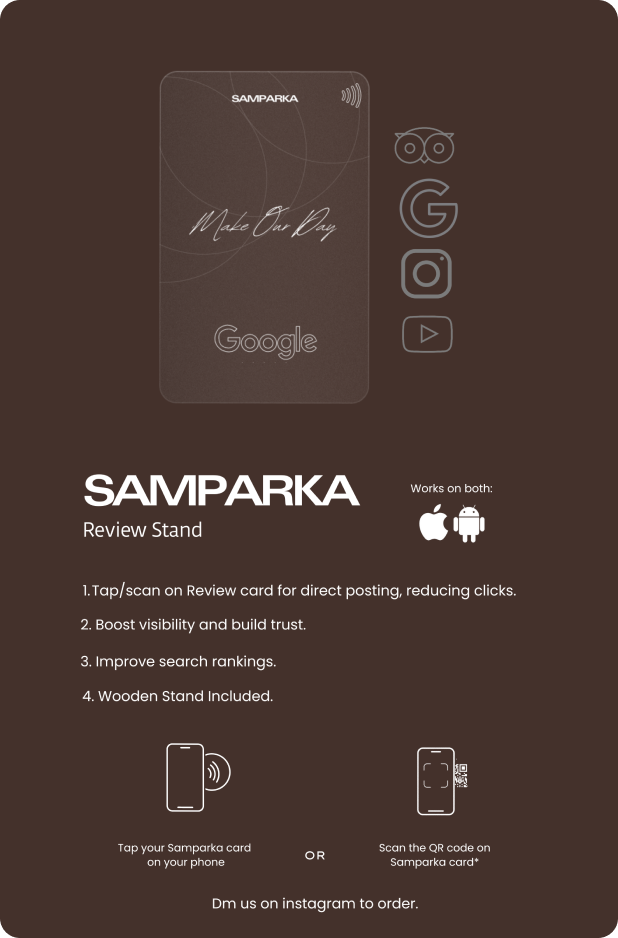 SAMPARKA
Make Our Day
Google
SAMPARKA
Review Stand
Works on both:
1.Tap/scan on Review card for direct posting, reducing clicks.
2. Boost visibility and build trust.
3. Improve search rankings.
4. Wooden Stand Included.
Tap your Samparka card
on your phone
OR
Scan the QR code on
Samparka card*
Dm us on instagram to order.